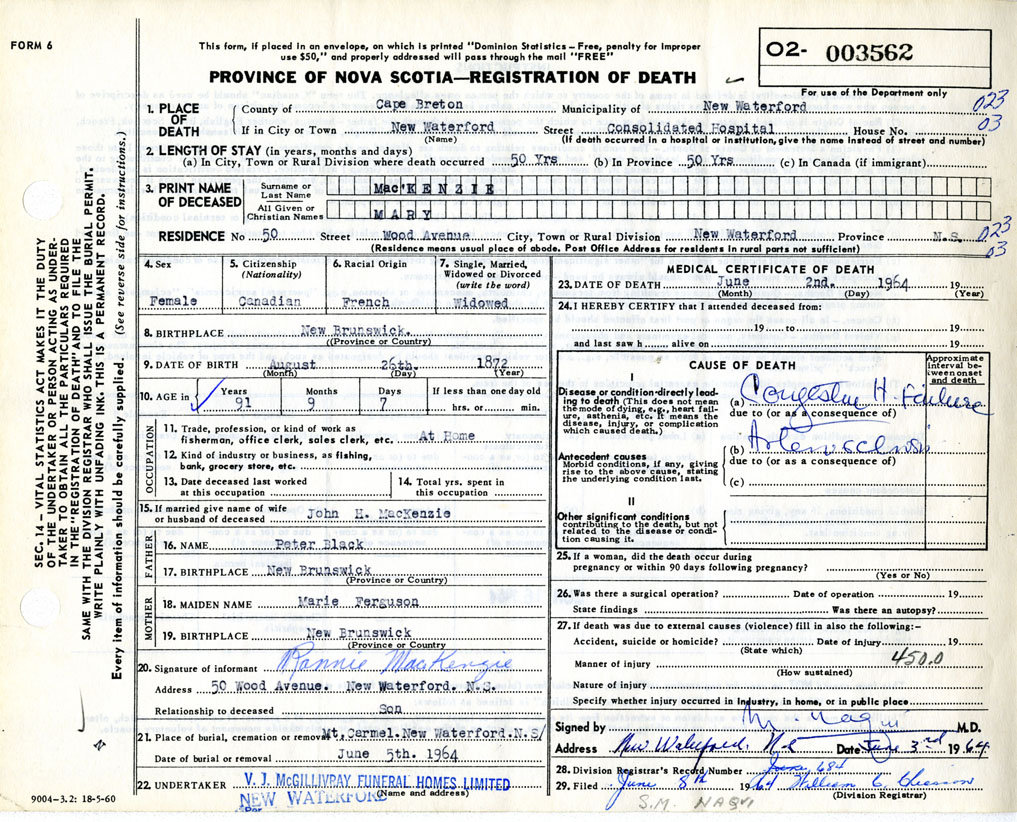 FORM 6
This form, if placed in an envelope, on which is printed "Dominion Statistics – Free, penalty for improper
use $50," and properly addressed will pass through the mail "FREE"
PROVINCE OF NOVA SCOTIA—REGISTRATION OF DEATH
O2- 003562
For use of the Department only
SEC. 14 – VITAL STATISTICS ACT MAKES IT THE DUTY
OF THE UNDERTAKER OR PERSON ACTING AS UNDER-
TAKER TO OBTAIN ALL THE PARTICULARS REQUIRED
IN THE "REGISTRATION OF DEATH" AND TO FILE THE
SAME WITH THE DIVISION REGISTRAR WHO SHALL ISSUE THE BURIAL PERMIT.
WRITE PLAINLY WITH UNFADING INK. THIS IS A PERMANENT RECORD.
Every item of information should be carefully supplied. (See reverse side for instructions.)
1. PLACE OF DEATH
County of Cape Breton Municipality of New Waterford 023
If in City or Town New Waterford Street Consolidated Hospital House No. 03
(Name) (If death occurred in a hospital or institution, give the name instead of street and number)
2. LENGTH OF STAY (in years, months and days)
(a) In City, Town or Rural Division where death occurred 50 Yrs (b) In Province 50 Yrs. (c) In Canada (if immigrant)
3. PRINT NAME OF DECEASED
Surname or Last Name Mac'KENZIE
All Given or Christian Names MARY
RESIDENCE No 50 Street Wood Avenue City, Town or Rural Division New Waterford Province N.S. 023
03
(Residence means usual place of abode. Post Office Address for residents in rural parts not sufficient)
4. Sex
Female
5. Citizenship
(Nationality)
Canadian
6. Racial Origin
French
7. Single, Married,
Widowed or Divorced
(write the word)
Widowed
8. BIRTHPLACE New Brunswick.
(Province or Country)
9. DATE OF BIRTH August 26th. 1872
(Month) (Day) (Year)
10. AGE in
Years Months Days If less than one day old
91 9 7 hrs. or min.
OCCUPATION
11. Trade, profession, or kind of work as
fisherman, office clerk, sales clerk, etc. At Home
12. Kind of industry or business, as fishing,
bank, grocery store, etc.
13. Date deceased last worked
at this occupation
14. Total yrs. spent in
this occupation
15. If married give name of wife
or husband of deceased John H. MacKenzie
FATHER
16. NAME Peter Black
17. BIRTHPLACE New Brunswick
(Province or Country)
MOTHER
18. MAIDEN NAME Marie Ferguson
19. BIRTHPLACE New Brunswick
(Province or Country)
20. Signature of informant Rannie MacKenzie
Address 50 Wood Avenue. New Waterford. N.S.
Relationship to deceased Son
21. Place of burial, cremation or removal Mt. Carmel. New Waterford. N.S/
Date of burial or removal June 5th. 1964
22. UNDERTAKER V. J. McGILLIVRAY FUNERAL HOMES LIMITED
(Name and address)
NEW WATERFORD
Per
9004–3.2: 18-5-60
MEDICAL CERTIFICATE OF DEATH
23. DATE OF DEATH June 2nd. 1964 19
(Month) (Day) (Year)
24. I HEREBY CERTIFY that I attended deceased from:
19 to 19
and last saw h alive on 19
CAUSE OF DEATH
Approximate
interval be-
tween onset
and death
I
Disease or condition directly lead-
ing to death (This does not mean
the mode of dying, e.g., heart fail-
ure, asthenia, etc. It means the
disease, injury, or complication
which caused death.)
(a) Congestive H. Failure
due to (or as a consequence of)
Antecedent causes
Morbid conditions, if any, giving
rise to the above cause, stating
the underlying condition last.
(b)
due to (or as a consequence of)
(c)
II
Other significant conditions
contributing to the death, but not
related to the disease or condi-
tion causing it.
25. If a woman, did the death occur during
pregnancy or within 90 days following pregnancy?
(Yes or No)
26. Was there a surgical operation? Date of operation 19
State findings Was there an autopsy?
27. If death was due to external causes (violence) fill in also the following:–
Accident, suicide or homicide? Date of injury 19
(State which)
450.0
Manner of injury
(How sustained)
Nature of injury
Specify whether injury occurred in industry, in home, or in public place
Signed by Naqvi M.D.
Address New Waterford, N.S Date June 3rd 1964
28. Division Registrar's Record Number
29. Filed June 8th 1964 William C.
(Division Registrar)
S.M. NAQVI